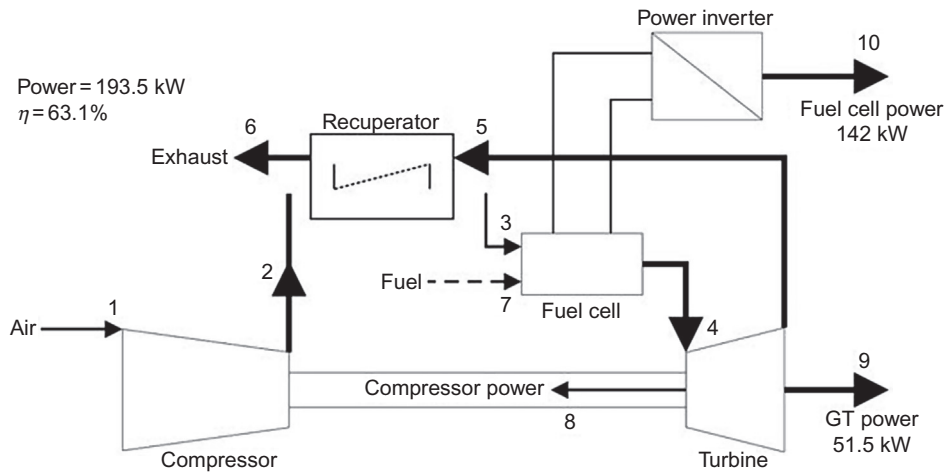 Power inverter
10
Power = 193.5 kW
η = 63.1%
Fuel cell power
142 kW
6
Recuperator
5
Exhaust
3
2
Fuel
7
Fuel cell
1
Air
4
Compressor power
8
9
GT power
51.5 kW
Compressor
Turbine